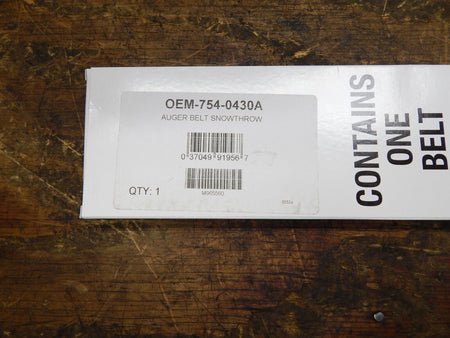 OEM-754-0430A
AUGER BELT SNOWTHROW
0 37049 91956 7
QTY: 1
CONTAINS
ONE
BELT